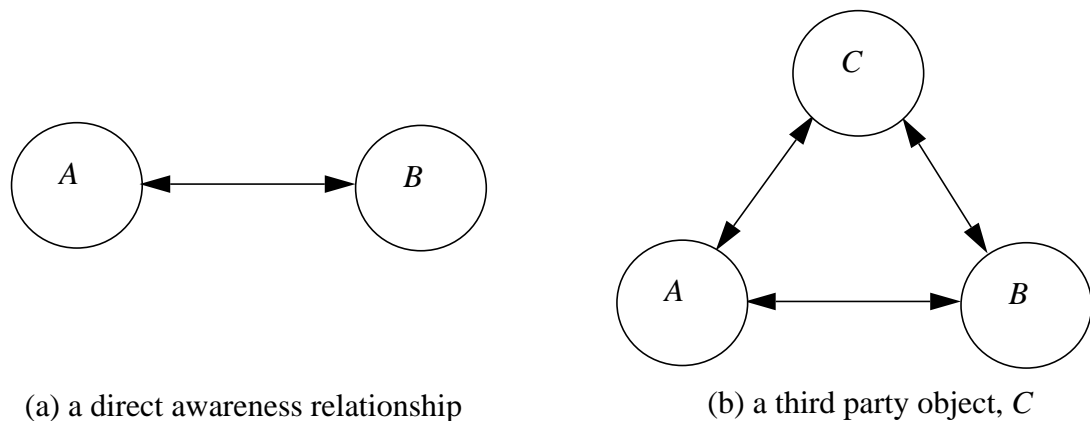 A
B
(a) a direct awareness relationship
C
A
B
(b) a third party object, C